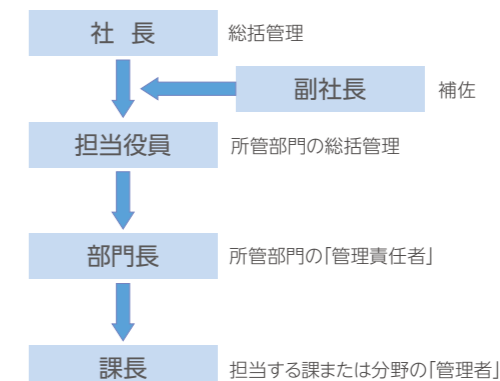 社 長
総括管理
副社長
補佐
担当役員
所管部門の総括管理
部門長
所管部門の「管理責任者」
課長
担当する課または分野の「管理者」